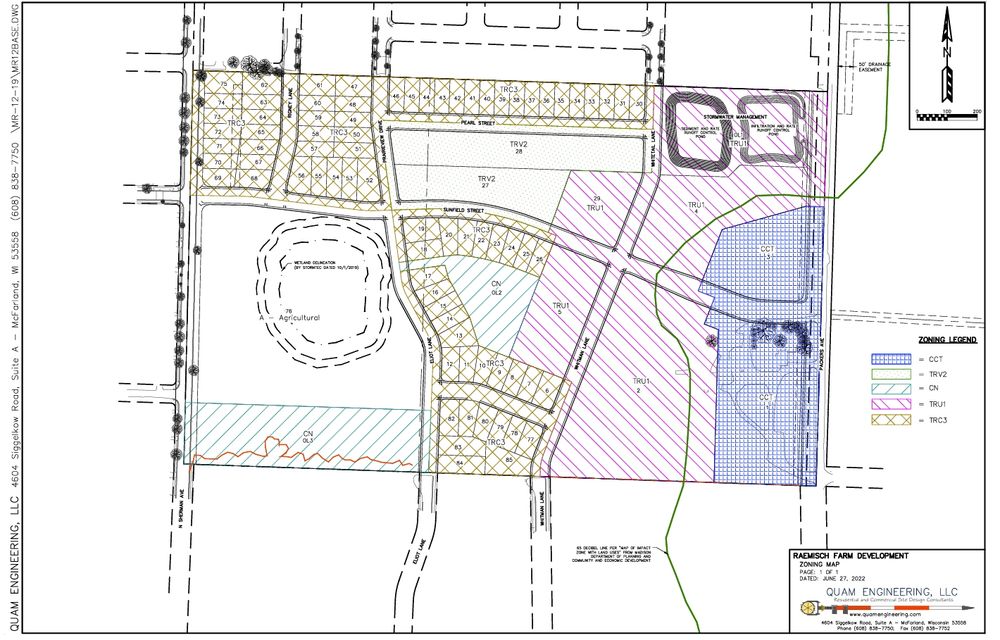 QUAM ENGINEERING, LLC 4604 Siggelkow Road, Suite A - McFarland, WI 53558 (608) 838-7750 \MR-12-19\MR12BASE.DWG
50' DRAINAGE
EASEMENT
0 100 200
75 62
74 63
TRC3
73 64
72 65
71 66
70 67
69 68
RODNEY LANE
61 47
60 48
59 49
TRC3
58 50
57 51
56 55 54 53 52
PRAIRIEVIEW DRIVE
TRC3
46 45 44 43 42 41 40 39 38 37 36 35 34 33 32 31 30
PEARL STREET
TRV2
28
TRV2
27
WHITETAIL LANE
STORMWATER MANAGEMENT
SEDIMENT AND RATE
RUNOFF CONTROL
POND
INFILTRATION AND RATE
RUNOFF CONTROL
POND
OL1
TRU1
29
TRU1
TRU1
4
SUNFIELD STREET
19
20
21
TRC3
22
23
24
25
26
18
17
16
15
14
13
CN
OL2
TRU1
5
CCT
3
WETLAND DELINEATION
(BY STORMTEC DATED 10/1/2019)
76
A - Agricultural
ELIOT LANE
WHITMAN LANE
PACKERS AVE
12
11
10
TRC3
9
8
7
6
TRU1
2
CCT
1
CN
OL3
82 81 80 79 78 77
TRC3
83
84
85
N SHERMAN AVE
ELIOT LANE
WHITMAN LANE
65 DECIBEL LINE PER "MAP OF IMPACT
ZONE WITH LAND USES" FROM MADISON
DEPARTMENT OF PLANNING AND
COMMUNITY AND ECONOMIC DEVELOPMENT
ZONING LEGEND
= CCT
= TRV2
= CN
= TRU1
= TRC3
RAEMISCH FARM DEVELOPMENT
ZONING MAP
PAGE: 1 OF 1
DATED: JUNE 27, 2022
QUAM ENGINEERING, LLC
Residential and Commercial Site Design Consultants
www.quamengineering.com
4604 Siggelkow Road, Suite A - McFarland, Wisconsin 53558
Phone (608) 838-7750; Fax (608) 838-7752